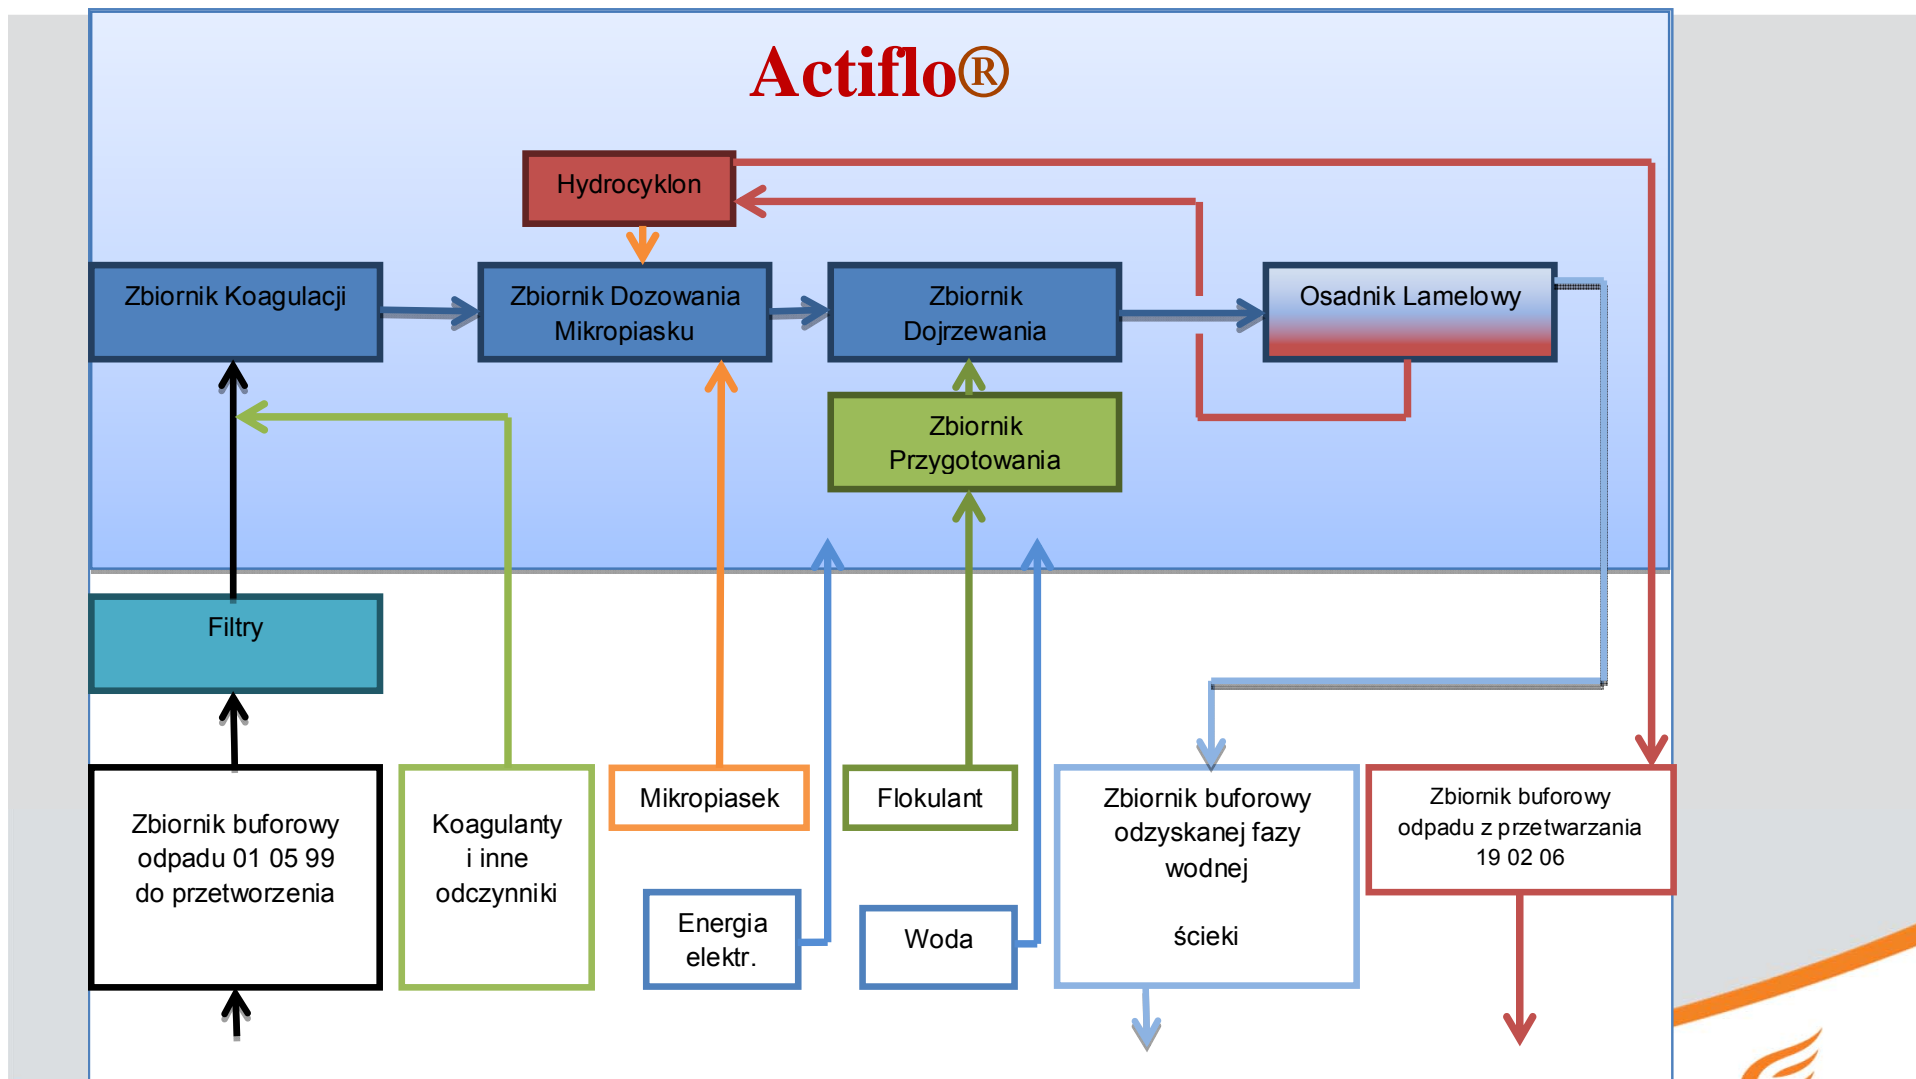 Actiflo®
Hydrocyklon
Zbiornik Koagulacji
Zbiornik Dozowania
Mikropiasku
Zbiornik
Dojrzewania
Osadnik Lamelowy
Zbiornik
Przygotowania
Filtry
Zbiornik buforowy
odpadu 01 05 99
do przetworzenia
Koagulanty
i inne
odczynniki
Mikropiasek
Flokulant
Energia
elektr.
Woda
Zbiornik buforowy
odzyskanej fazy
wodnej
ścieki
Zbiornik buforowy
odpadu z przetwarzania
19 02 06